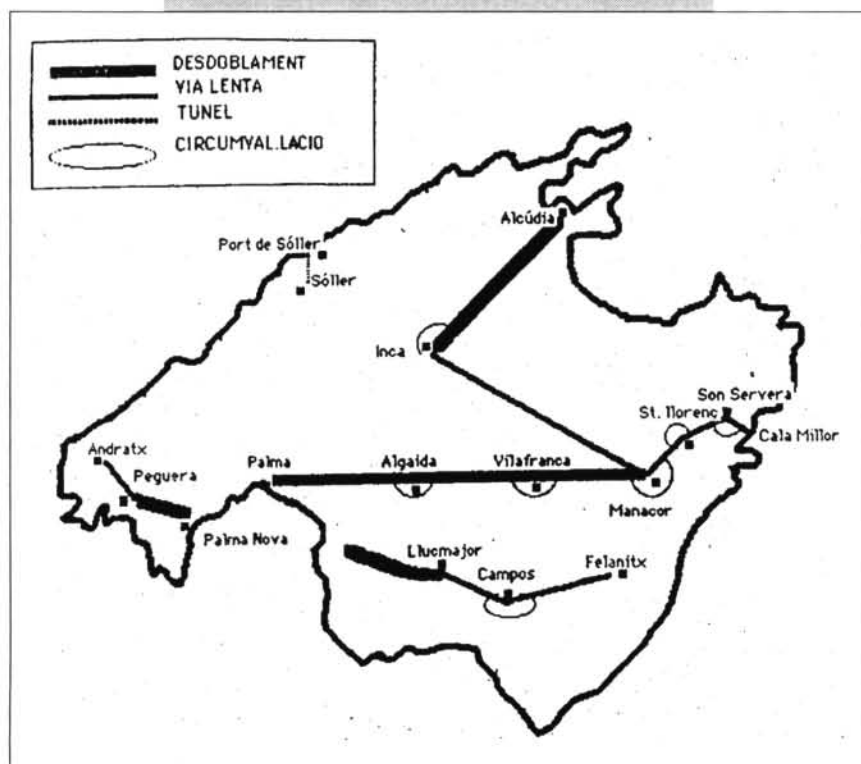 DESDOBLAMENT
VIA LENTA
TUNEL
CIRCUMVAL.LACIO
Alcúdia
Port de Sóller
Sóller
Inca
Son Servera
St. llorenç
Cala Millor
Andratx
Peguera
Palma
Algaida
Vilafranca
Manacor
Palma Nova
Llucmajor
Campos
Felanitx